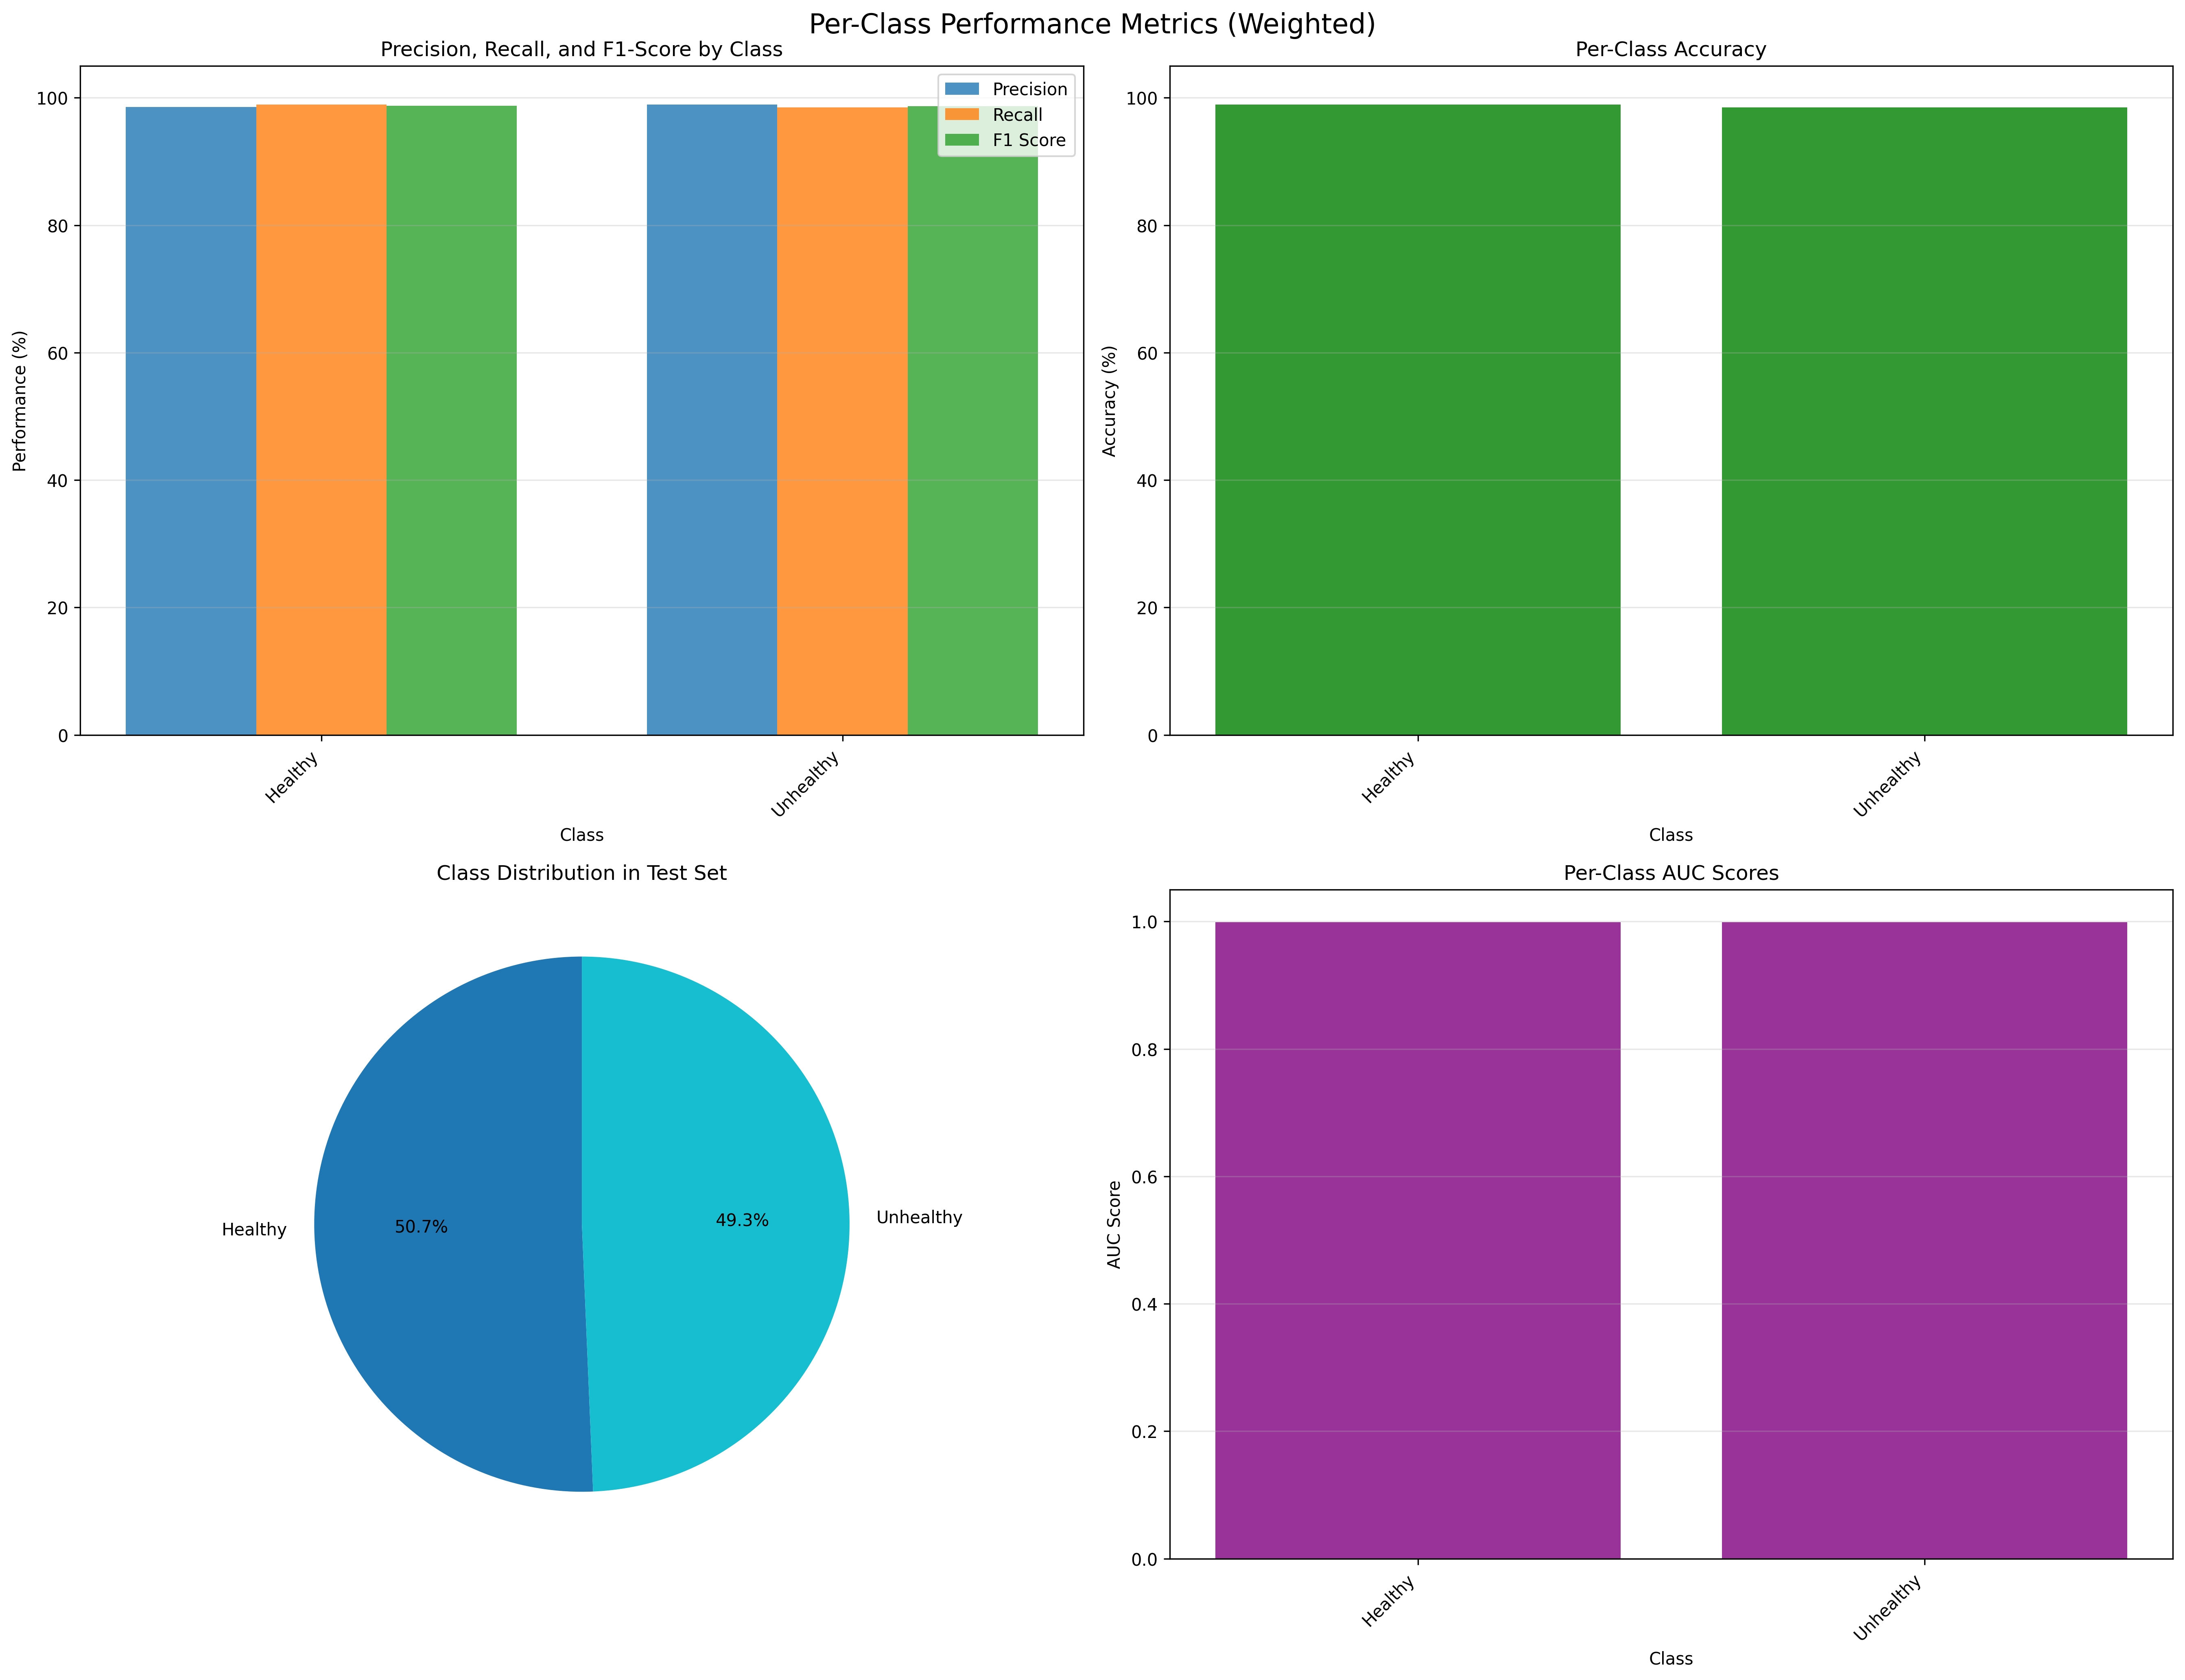 Per-Class Performance Metrics (Weighted)
Precision, Recall, and F1-Score by Class
Precision
Recall
F1 Score
100
80
60
40
20
0
Performance (%)
Healthy
Unhealthy
Class
Per-Class Accuracy
100
80
60
40
20
0
Accuracy (%)
Healthy
Unhealthy
Class
Class Distribution in Test Set
Healthy
50.7%
49.3%
Unhealthy
Per-Class AUC Scores
1.0
0.8
0.6
0.4
0.2
0.0
AUC Score
Healthy
Unhealthy
Class